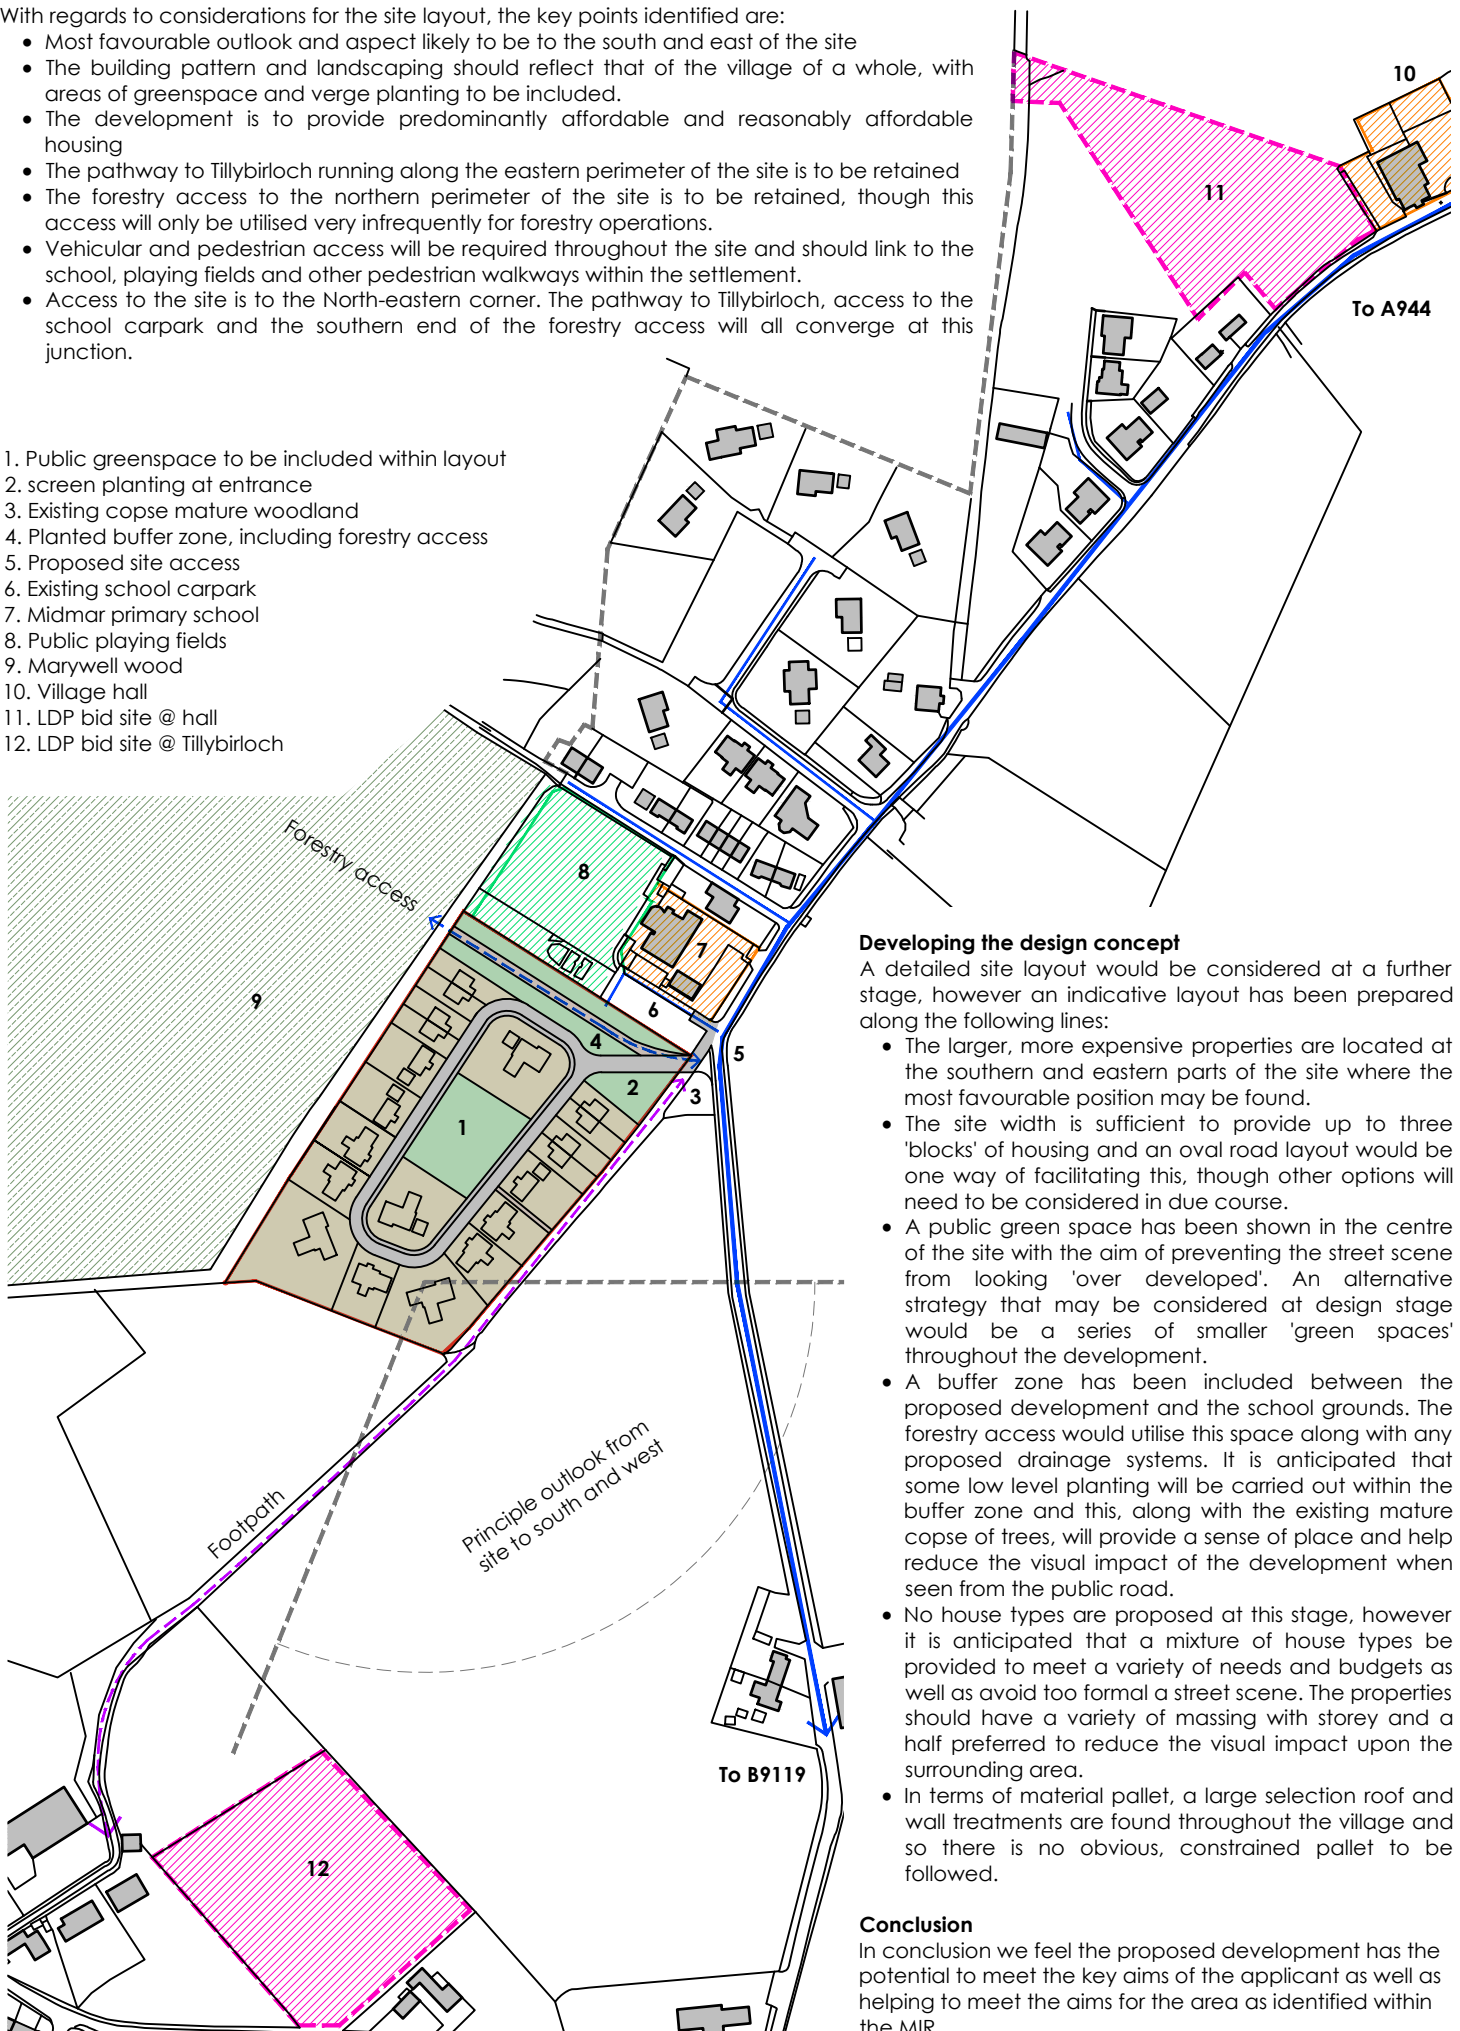 With regards to considerations for the site layout, the key points identified are:
• Most favourable outlook and aspect likely to be to the south and east of the site
• The building pattern and landscaping should reflect that of the village of a whole, with
areas of greenspace and verge planting to be included.
• The development is to provide predominantly affordable and reasonably affordable
housing
• The pathway to Tillybirloch running along the eastern perimeter of the site is to be retained
• The forestry access to the northern perimeter of the site is to be retained, though this
access will only be utilised very infrequently for forestry operations.
• Vehicular and pedestrian access will be required throughout the site and should link to the
school, playing fields and other pedestrian walkways within the settlement.
• Access to the site is to the North-eastern corner. The pathway to Tillybirloch, access to the
school carpark and the southern end of the forestry access will all converge at this
junction.
10
11
To A944
1. Public greenspace to be included within layout
2. screen planting at entrance
3. Existing copse mature woodland
4. Planted buffer zone, including forestry access
5. Proposed site access
6. Existing school carpark
7. Midmar primary school
8. Public playing fields
9. Marywell wood
10. Village hall
11. LDP bid site @ hall
12. LDP bid site @ Tillybirloch
Forestry access
8
7
9
6
4
5
2
3
1
Footpath
Principle outlook from
site to south and west
To B9119
12
Developing the design concept
A detailed site layout would be considered at a further
stage, however an indicative layout has been prepared
along the following lines:
• The larger, more expensive properties are located at
the southern and eastern parts of the site where the
most favourable position may be found.
• The site width is sufficient to provide up to three
'blocks' of housing and an oval road layout would be
one way of facilitating this, though other options will
need to be considered in due course.
• A public green space has been shown in the centre
of the site with the aim of preventing the street scene
from looking 'over developed'. An alternative
strategy that may be considered at design stage
would be a series of smaller 'green spaces'
throughout the development.
• A buffer zone has been included between the
proposed development and the school grounds. The
forestry access would utilise this space along with any
proposed drainage systems. It is anticipated that
some low level planting will be carried out within the
buffer zone and this, along with the existing mature
copse of trees, will provide a sense of place and help
reduce the visual impact of the development when
seen from the public road.
• No house types are proposed at this stage, however
it is anticipated that a mixture of house types be
provided to meet a variety of needs and budgets as
well as avoid too formal a street scene. The properties
should have a variety of massing with storey and a
half preferred to reduce the visual impact upon the
surrounding area.
• In terms of material pallet, a large selection roof and
wall treatments are found throughout the village and
so there is no obvious, constrained pallet to be
followed.
Conclusion
In conclusion we feel the proposed development has the
potential to meet the key aims of the applicant as well as
helping to meet the aims for the area as identified within
the MIR